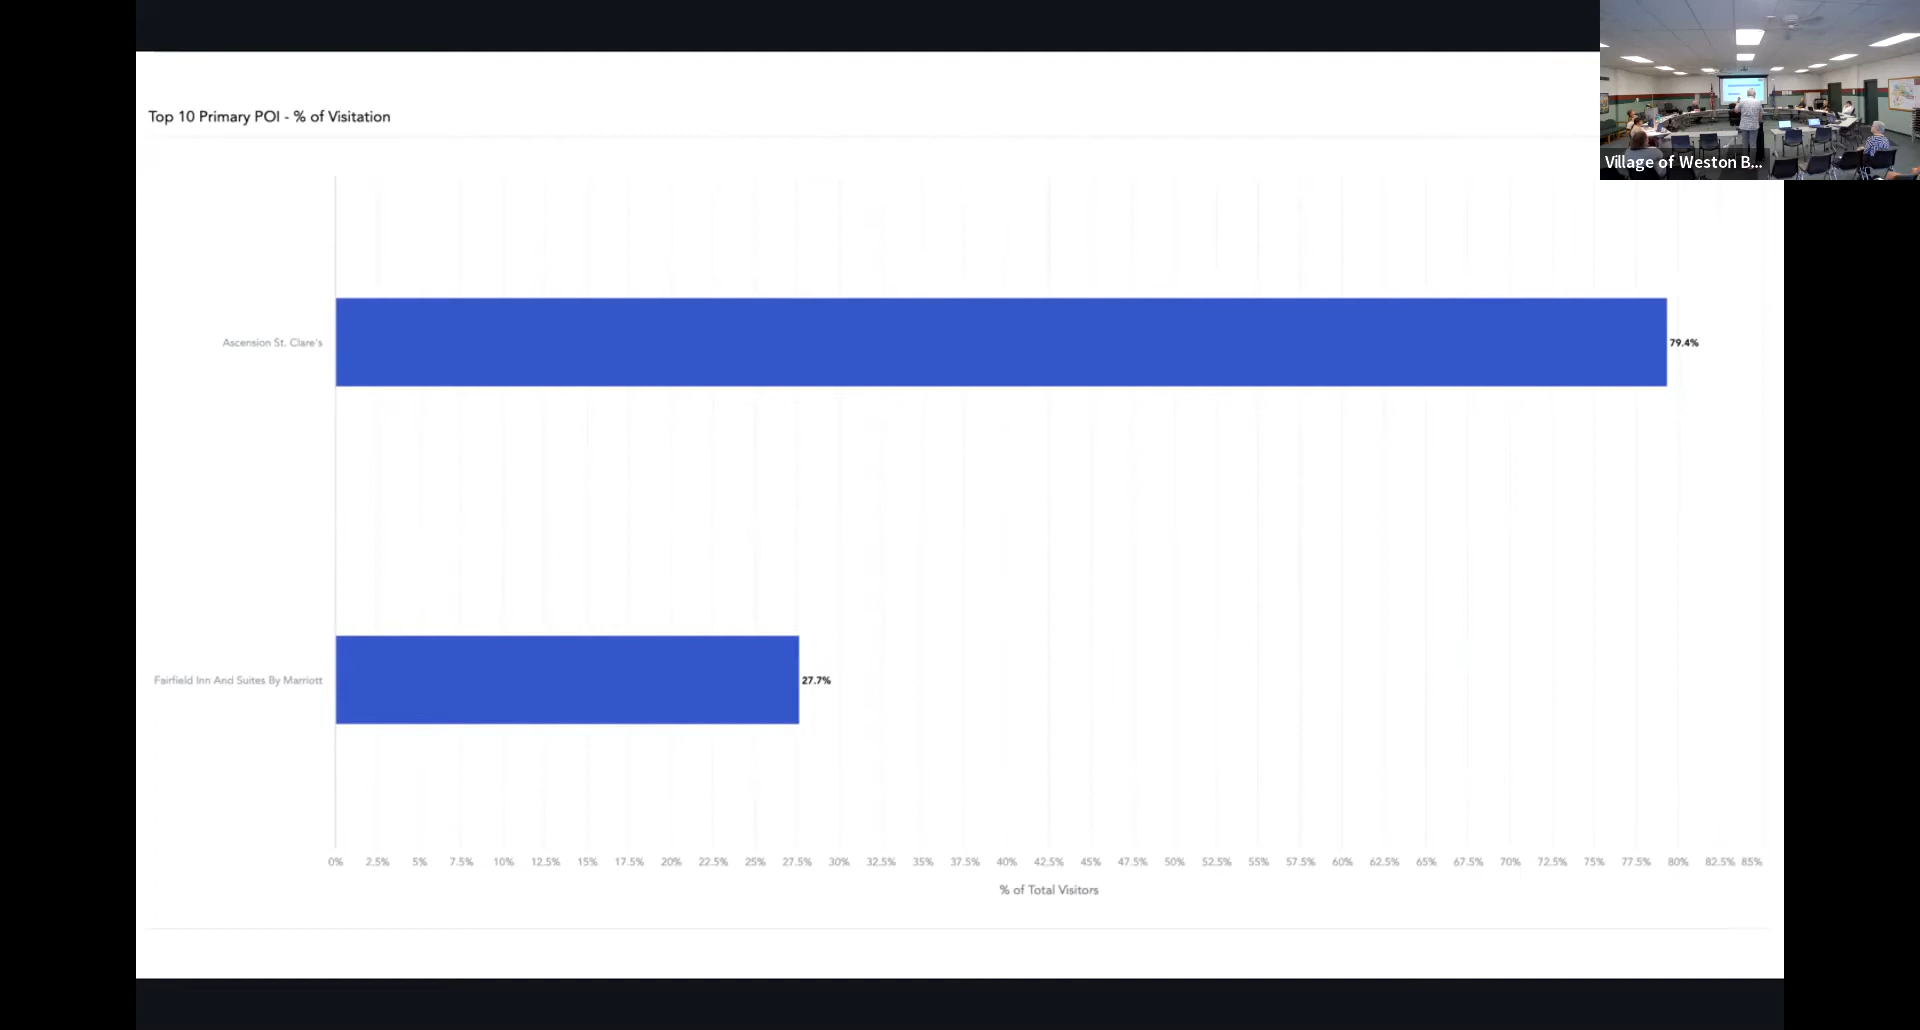 Top 10 Primary POI - % of Visitation
Village of Weston B...
Ascension St. Clare's
79.4%
Fairfield Inn And Suites By Marriott
27.7%
0% 2.5% 5% 7.5% 10% 12.5% 15% 17.5% 20% 22.5% 25% 27.5% 30% 32.5% 35% 37.5% 40% 42.5% 45% 47.5% 50% 52.5% 55% 57.5% 60% 62.5% 65% 67.5% 70% 72.5% 75% 77.5% 80% 82.5% 85%
% of Total Visitors